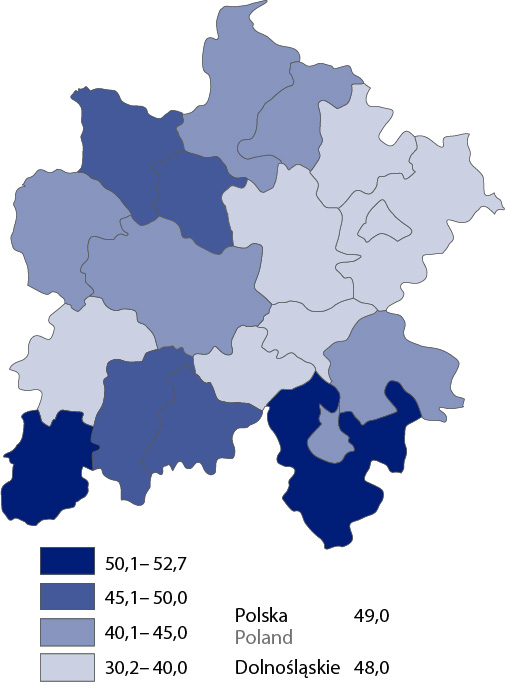 50,1– 52,7
45,1– 50,0
40,1– 45,0
30,2– 40,0
Polska 49,0
Poland
Dolnośląskie 48,0